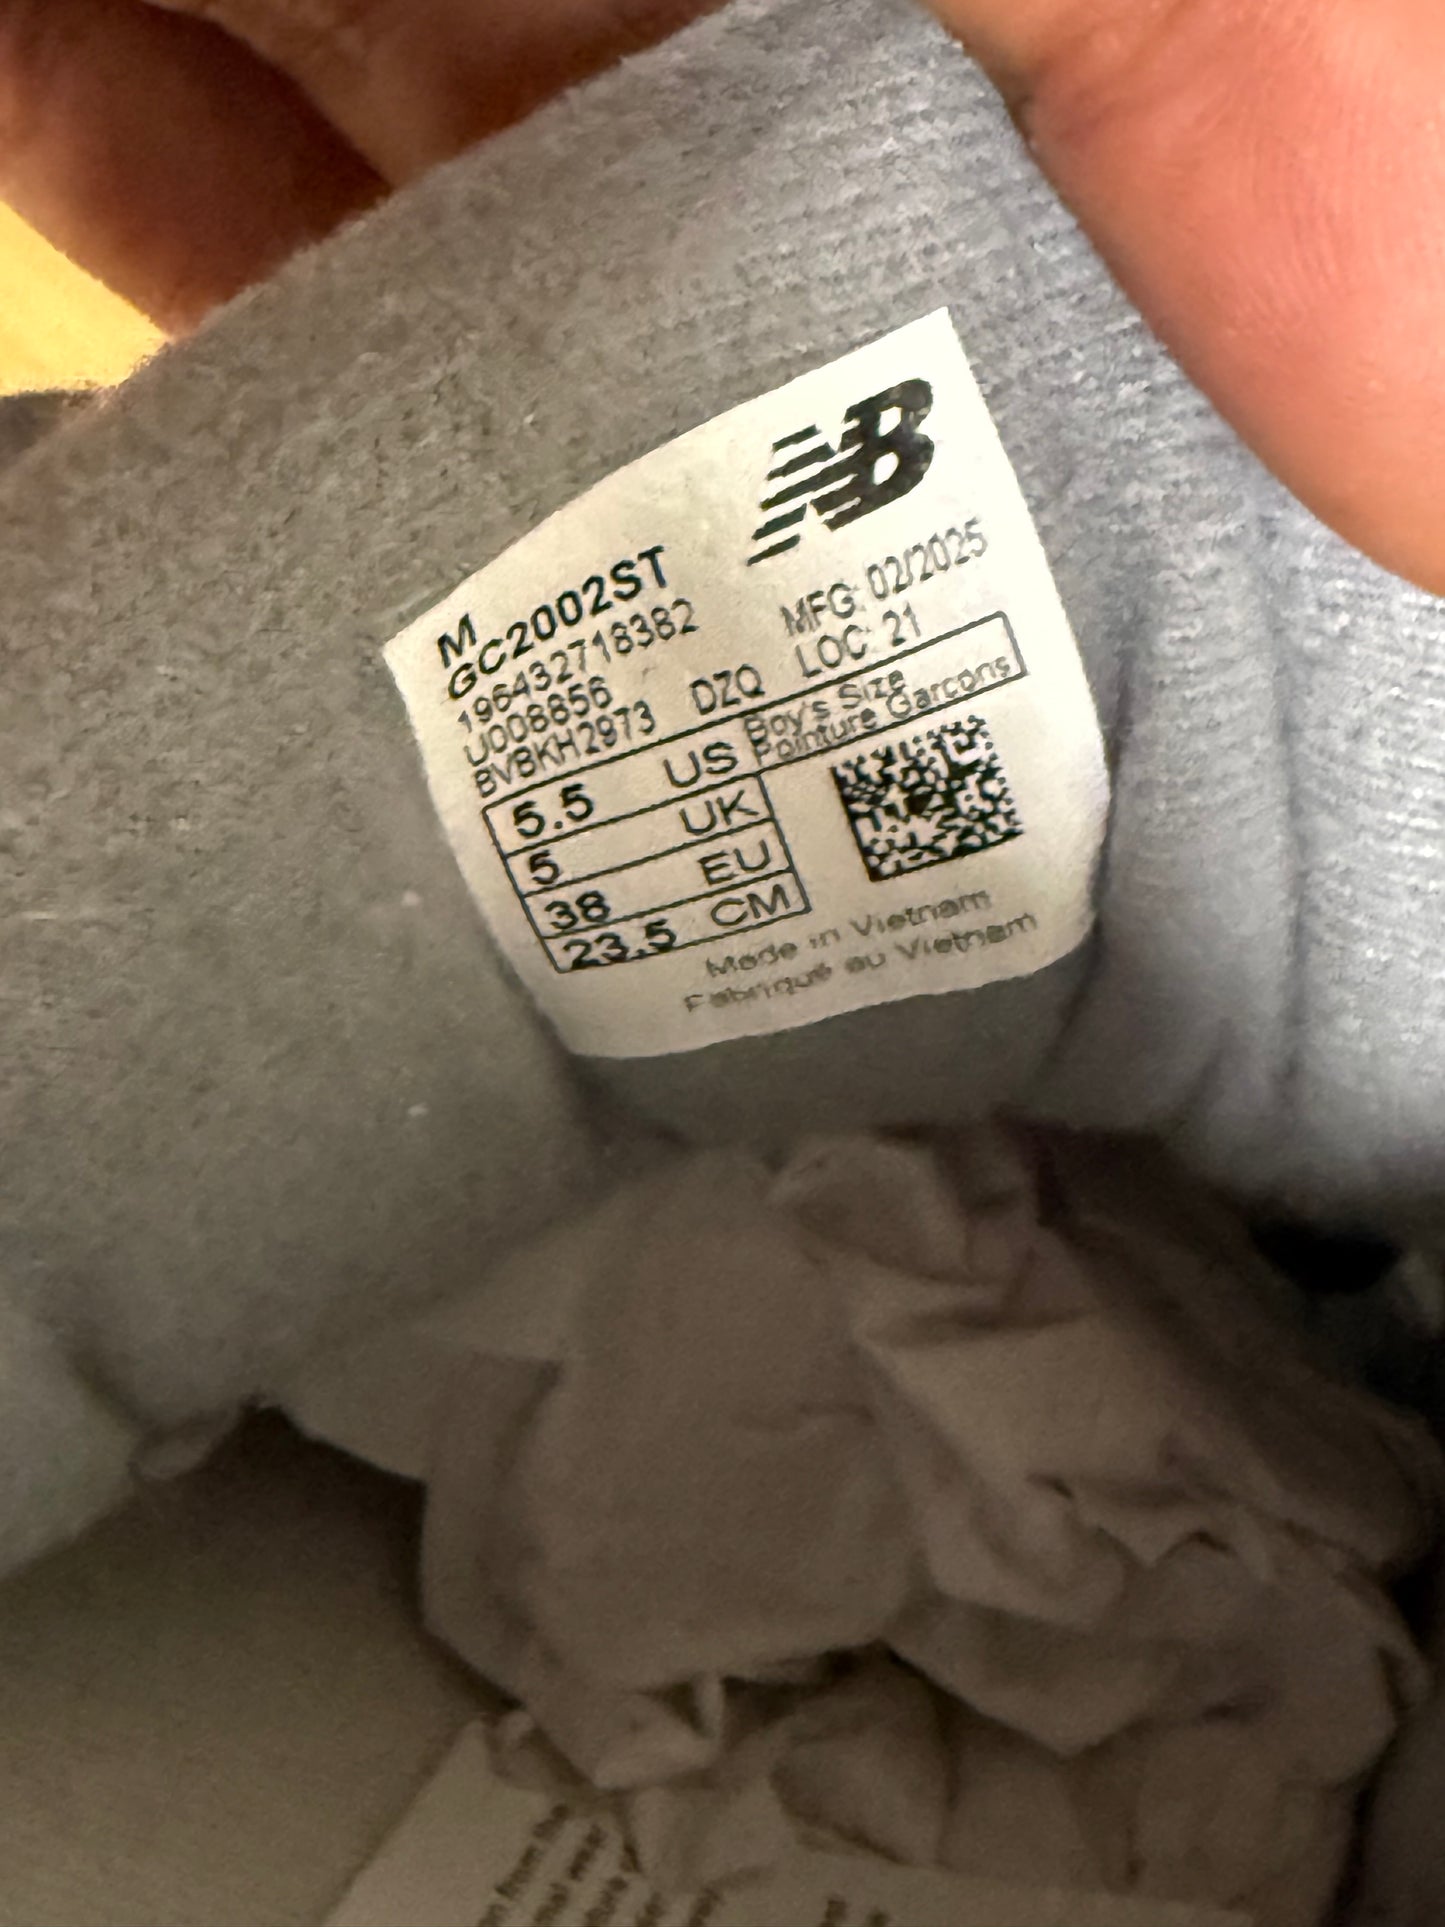 NB
M
GC2002ST
196432718382
U008856
BVBKH2973 DZQ
MFG: 02/2025
LOC: 21
5.5 US Boy's Size
Pointure Garcons
5 UK
38 EU
23.5 CM
Made in Vietnam
Fabriqué au Vietnam